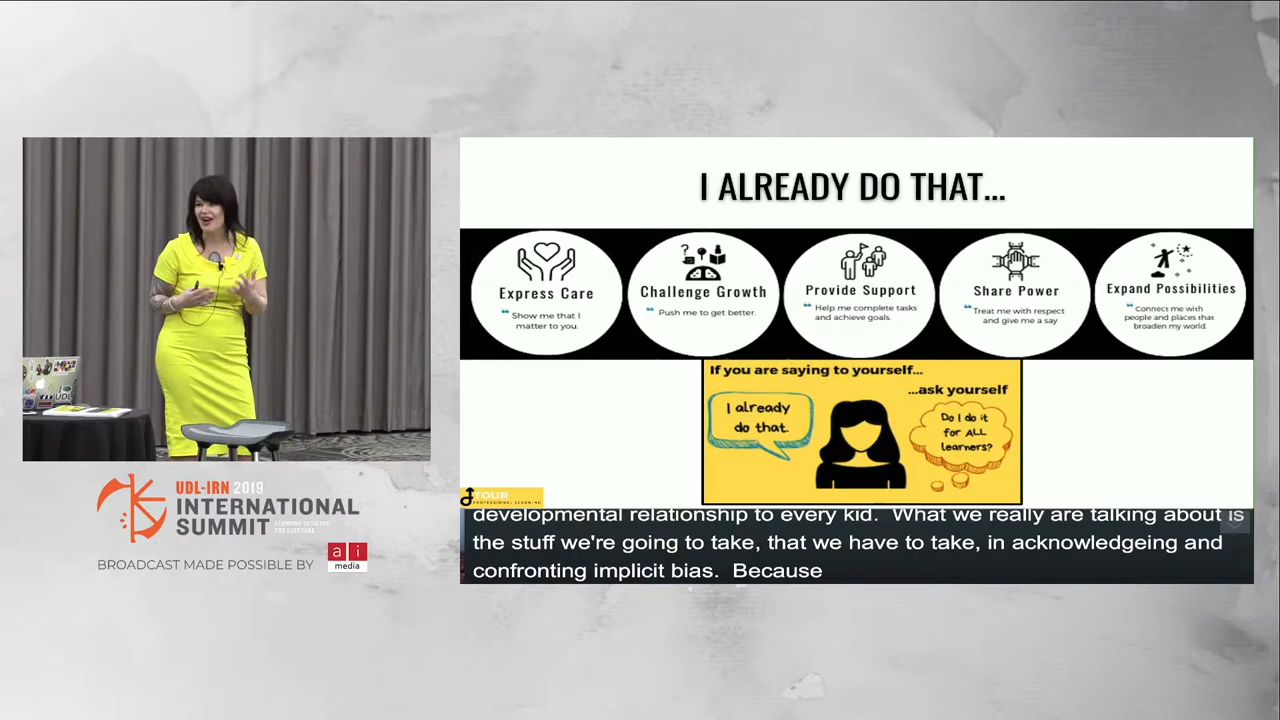 I ALREADY DO THAT...
Express Care
Show me that I
matter to you.
Challenge Growth
Push me to get better.
Provide Support
Help me complete tasks
and achieve goals.
Share Power
Treat me with respect
and give me a say
Expand Possibilities
Connect me with
people and places that
broaden my world.
If you are saying to yourself...
...ask yourself
I already
do that.
Do I do it
for ALL
learners?
TOUR
PROFESSIONAL LEARNING
developmental relationship to every kid.  What we really are talking about is
the stuff we're going to take, that we have to take, in acknowledgeing and
confronting implicit bias.  Because
UDL-IRN 2019
INTERNATIONAL
SUMMIT
LEARNING DESIGNED
FOR EVERYONE
BROADCAST MADE POSSIBLE BY
ai
media
UDL